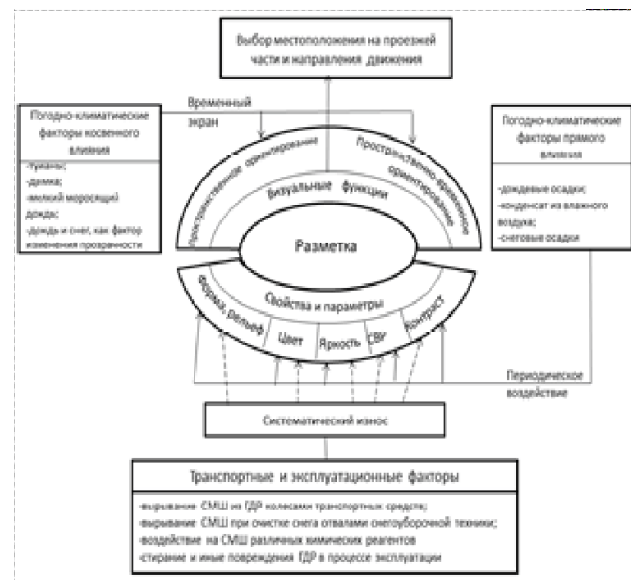 Выбор местоположения на проезжей
части и направления движения
Погодно-климатические
факторы косвенного
влияния
-туманы;
-дымка;
-мелкий моросящий
дождь;
-дождь и снег, как фактор
изменения прозрачности
Временный
экран
Погодно-климатические
факторы прямого
влияния
-дождевые осадки;
-конденсат из влажного
воздуха;
-снеговые осадки
Пространственное ориентирование
Пространственно-временное
ориентирование
Визуальные функции
Разметка
Свойства и параметры
Форма, рельеф
Цвет
Яркость
СВР
Контраст
Периодическое
воздействие
Систематический износ
Транспортные и эксплуатационные факторы
-вырывание СМШ из ГДР колесами транспортных средств;
-вырывание СМШ при очистке снега отвалами снегоуборочной техники;
-воздействие на СМШ различных химических реагентов
-стирание и иные повреждения ГДР в процессе эксплуатации